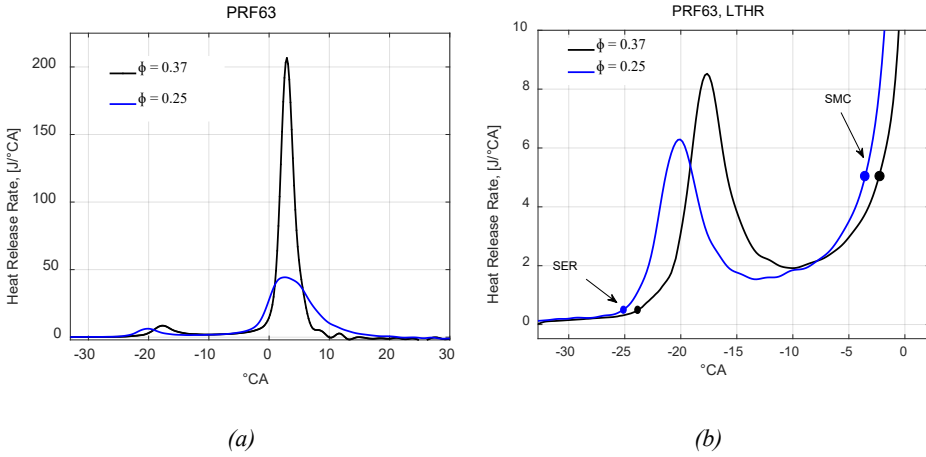 PRF63
Heat Release Rate, [J/°CA]
200
150
100
50
0
ϕ = 0.37
ϕ = 0.25
-30 -20 -10 0 10 20 30
°CA
(a)
PRF63, LTHR
Heat Release Rate, [J/°CA]
10
8
6
4
2
0
ϕ = 0.37
ϕ = 0.25
SMC
SER
-30 -25 -20 -15 -10 -5 0
°CA
(b)